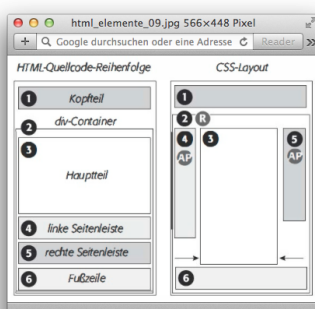 html_elemente_09.jpg 566×448 Pixel
+ Google durchsuchen oder eine Adresse Reader »
HTML-Quellcode-Reihenfolge
1 Kopfteil
2 div-Container
3
Hauptteil
4 linke Seitenleiste
5 rechte Seitenleiste
6 Fußzeile
CSS-Layout
1
2 R
4 3 5
AP AP
6